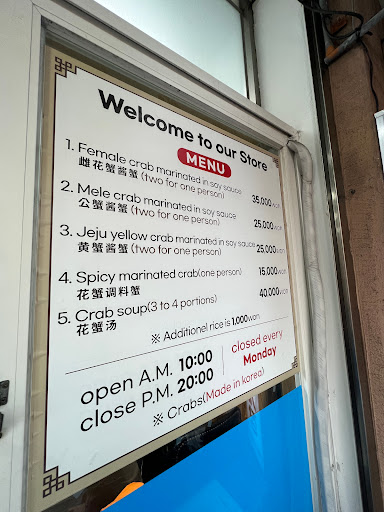 Welcome to our Store
MENU
1. Female crab marinated in soy sauce 35,000won
雌花蟹酱蟹 (two for one person)
2. Mele crab marinated in soy sauce 25,000won
公蟹酱蟹 (two for one person)
3. Jeju yellow crab marinated in soy sauce 25,000won
黄蟹酱蟹 (two for one person)
4. Spicy marinated crab(one person) 15,000won
花蟹调料蟹
5. Crab soup(3 to 4 portions) 40,000won
花蟹汤
※ Additionel rice is 1,000won
open A.M. 10:00
close P.M. 20:00
closed every
Monday
※ Crabs(Made in korea)